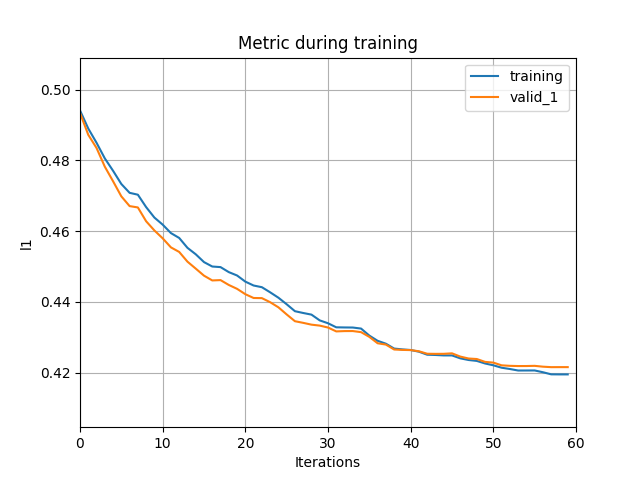 Metric during training
training
valid_1
0.50
0.48
0.46
0.44
0.42
l1
0 10 20 30 40 50 60
Iterations